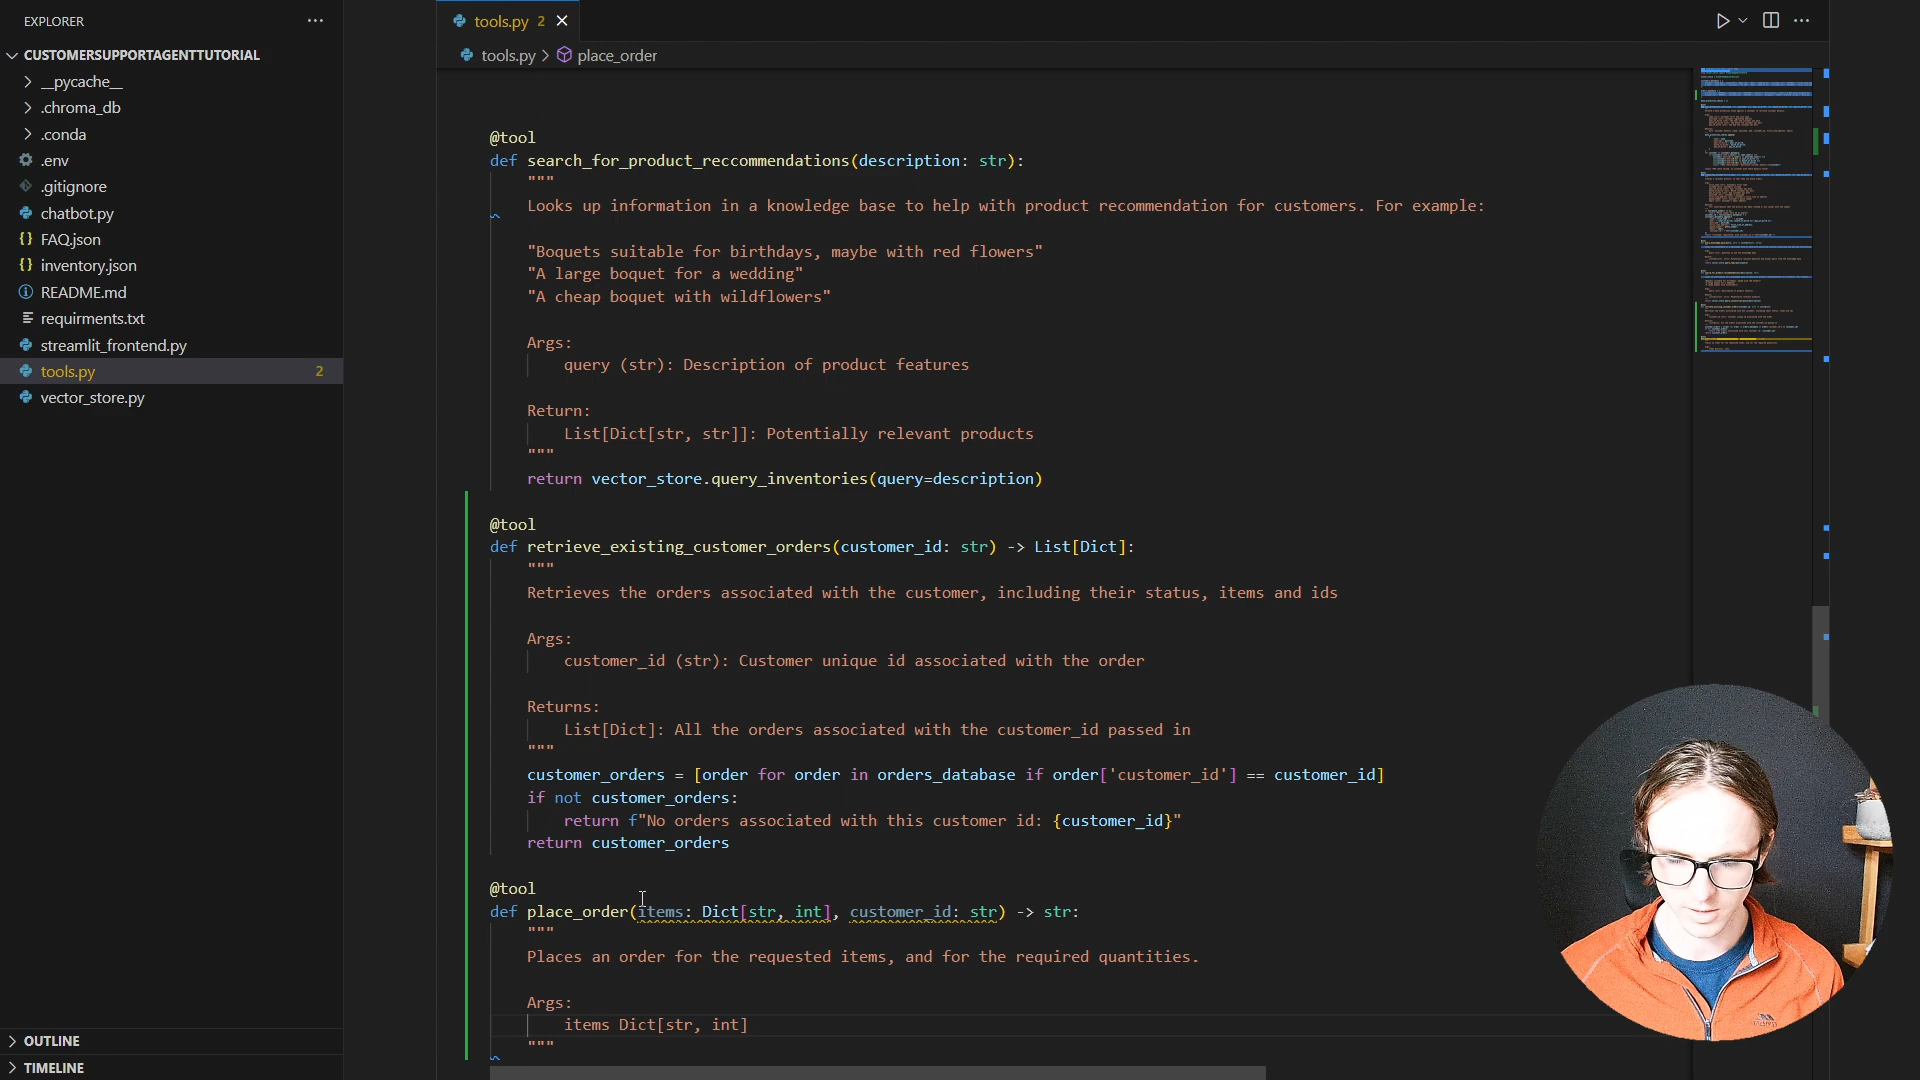 EXPLORER
CUSTOMERSUPPORTAGENTTUTORIAL
__pycache__
.chroma_db
.conda
.env
.gitignore
chatbot.py
FAQ.json
inventory.json
README.md
requirments.txt
streamlit_frontend.py
tools.py 2
vector_store.py
OUTLINE
TIMELINE
tools.py 2
tools.py > place_order
@tool
def search_for_product_reccommendations(description: str):
"""
Looks up information in a knowledge base to help with product recommendation for customers. For example:
"Boquets suitable for birthdays, maybe with red flowers"
"A large boquet for a wedding"
"A cheap boquet with wildflowers"
Args:
query (str): Description of product features
Return:
List[Dict[str, str]]: Potentially relevant products
"""
return vector_store.query_inventories(query=description)
@tool
def retrieve_existing_customer_orders(customer_id: str) -> List[Dict]:
"""
Retrieves the orders associated with the customer, including their status, items and ids
Args:
customer_id (str): Customer unique id associated with the order
Returns:
List[Dict]: All the orders associated with the customer_id passed in
"""
customer_orders = [order for order in orders_database if order['customer_id'] == customer_id]
if not customer_orders:
return f"No orders associated with this customer id: {customer_id}"
return customer_orders
@tool
def place_order(items: Dict[str, int], customer_id: str) -> str:
"""
Places an order for the requested items, and for the required quantities.
Args:
items Dict[str, int]
"""